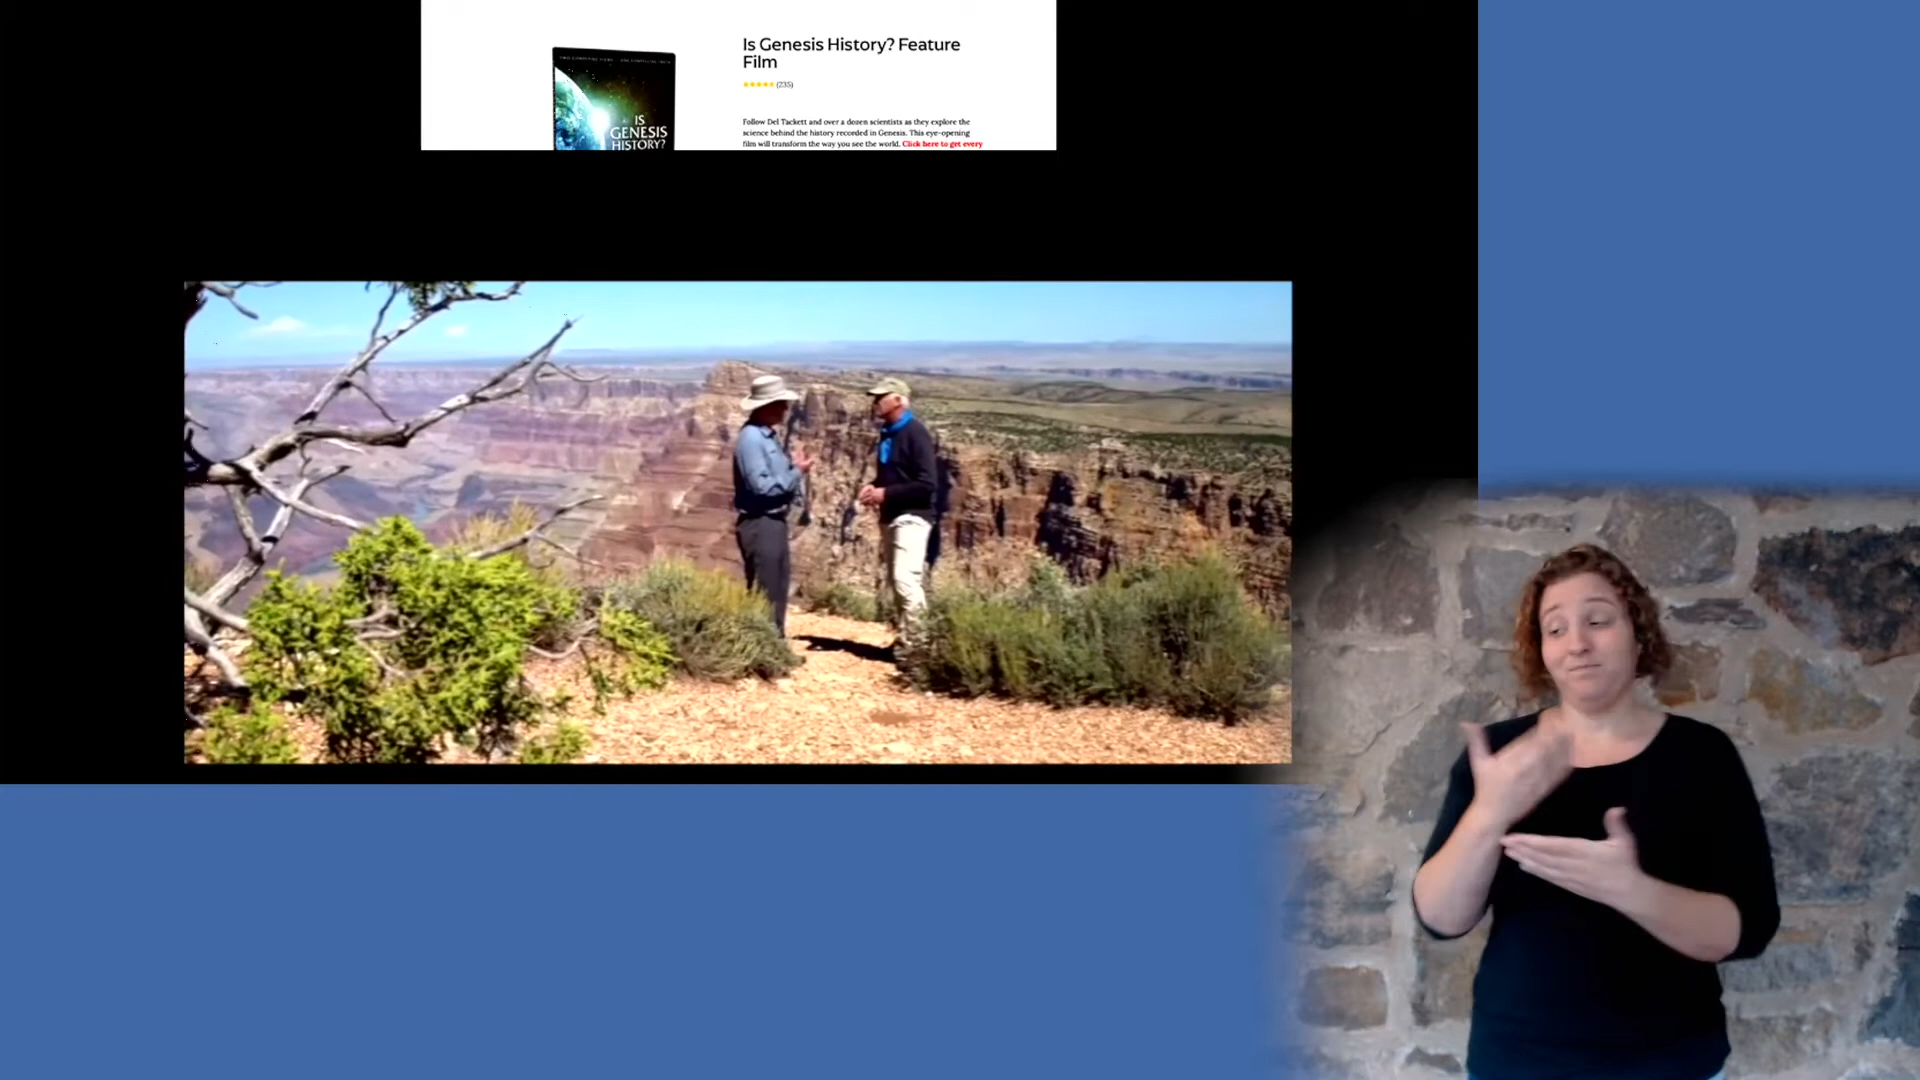 Is Genesis History? Feature
Film
(235)
Follow Del Tackett and over a dozen scientists as they explore the
science behind the history recorded in Genesis. This eye-opening
film will transform the way you see the world. Click here to get every
IS
GENESIS
HISTORY?